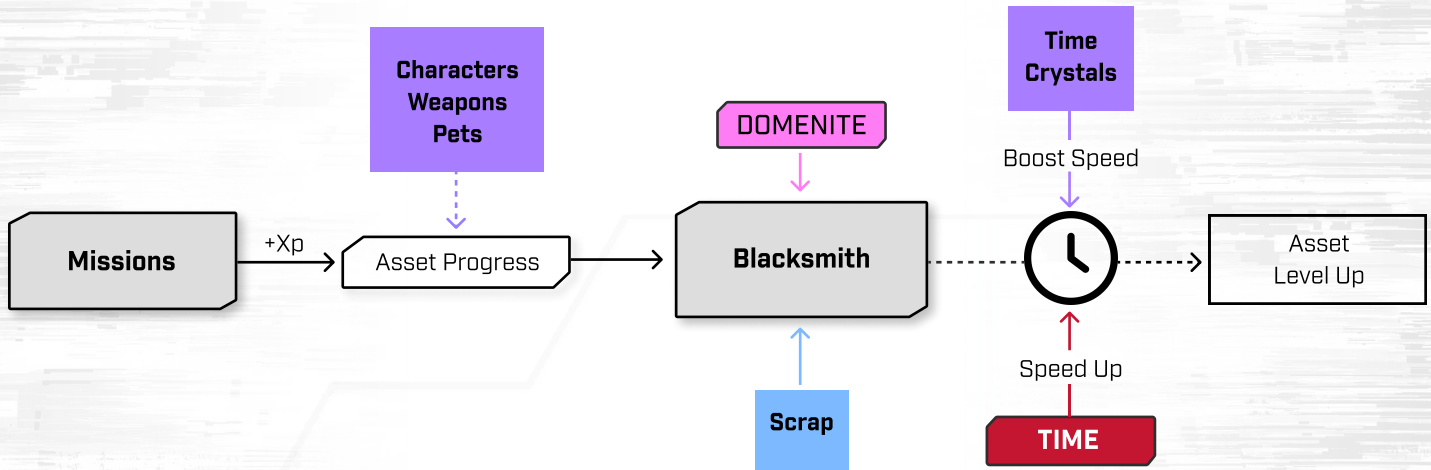 Time
Crystals
Characters
Weapons
Pets
DOMENITE
Boost Speed
Missions
+Xp
Asset Progress
Blacksmith
Asset
Level Up
Speed Up
Scrap
TIME